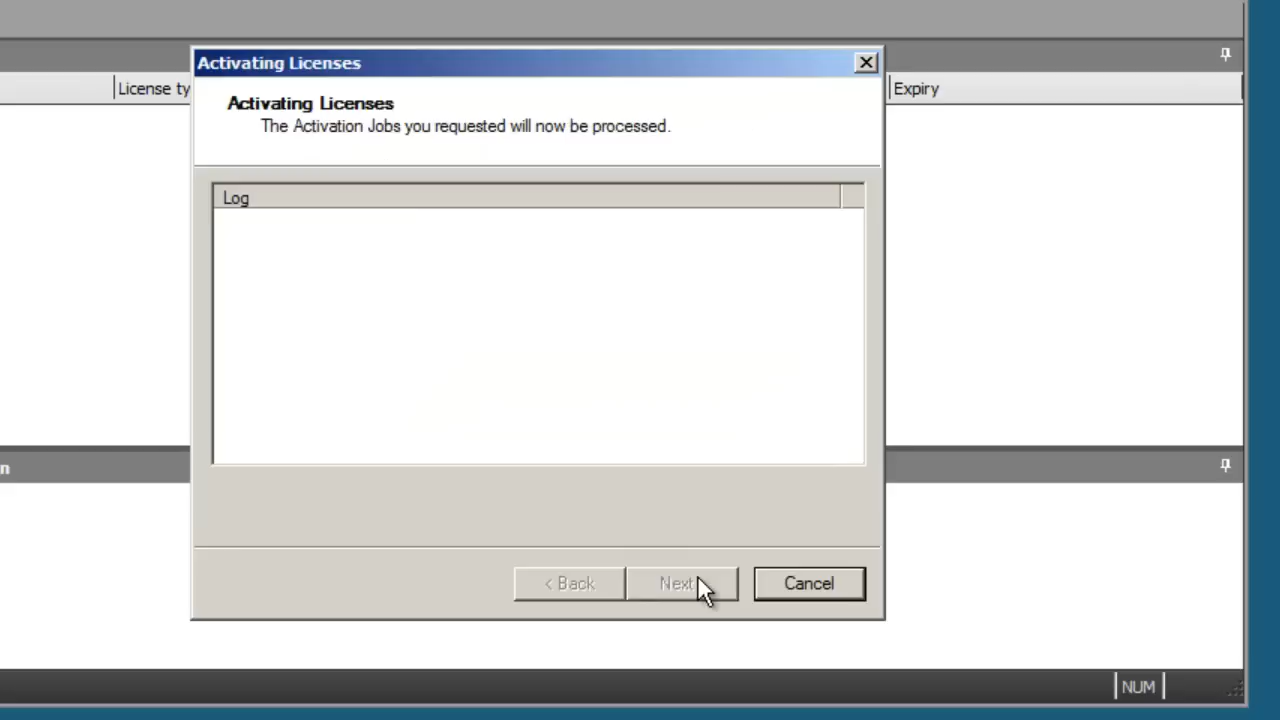 Activating Licenses
License ty
Expiry
Activating Licenses
The Activation Jobs you requested will now be processed.
Log
n
< Back
Next
Cancel
NUM